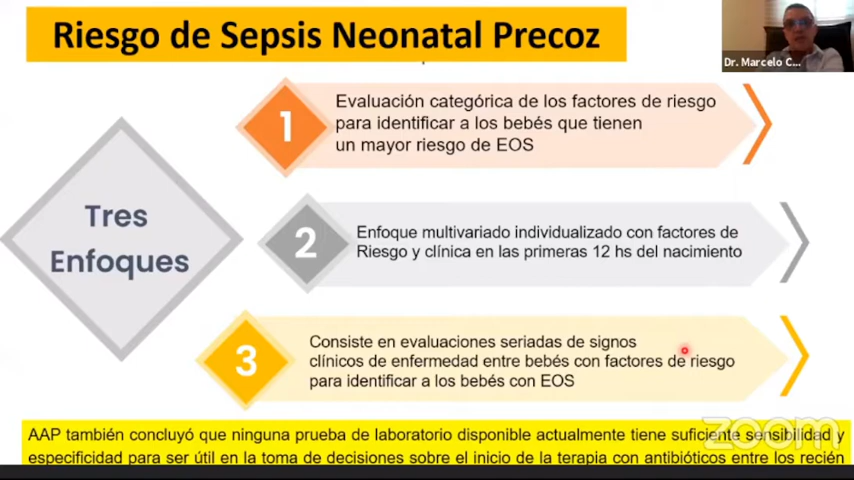 Riesgo de Sepsis Neonatal Precoz
Dr. Marcelo C...
1
Evaluación categórica de los factores de riesgo
para identificar a los bebés que tienen
un mayor riesgo de EOS
Tres
Enfoques
2
Enfoque multivariado individualizado con factores de
Riesgo y clínica en las primeras 12 hs del nacimiento
3
Consiste en evaluaciones seriadas de signos
clínicos de enfermedad entre bebés con factores de riesgo
para identificar a los bebés con EOS
zoom
AAP también concluyó que ninguna prueba de laboratorio disponible actualmente tiene suficiente sensibilidad y
especificidad para ser útil en la toma de decisiones sobre el inicio de la terapia con antibióticos entre los recién